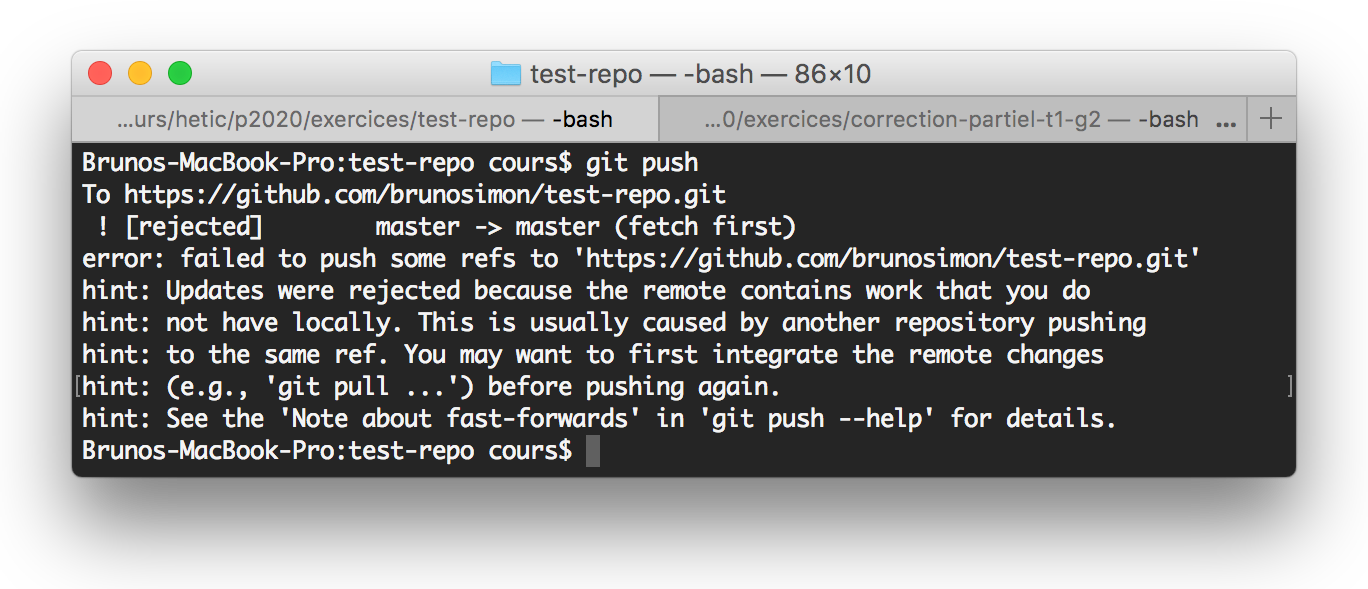 test-repo — -bash — 86×10
...urs/hetic/p2020/exercices/test-repo — -bash
...0/exercices/correction-partiel-t1-g2 — -bash ...
Brunos-MacBook-Pro:test-repo cours$ git push
To https://github.com/brunosimon/test-repo.git
 ! [rejected]        master -> master (fetch first)
error: failed to push some refs to 'https://github.com/brunosimon/test-repo.git'
hint: Updates were rejected because the remote contains work that you do
hint: not have locally. This is usually caused by another repository pushing
hint: to the same ref. You may want to first integrate the remote changes
[hint: (e.g., 'git pull ...') before pushing again. ]
hint: See the 'Note about fast-forwards' in 'git push --help' for details.
Brunos-MacBook-Pro:test-repo cours$